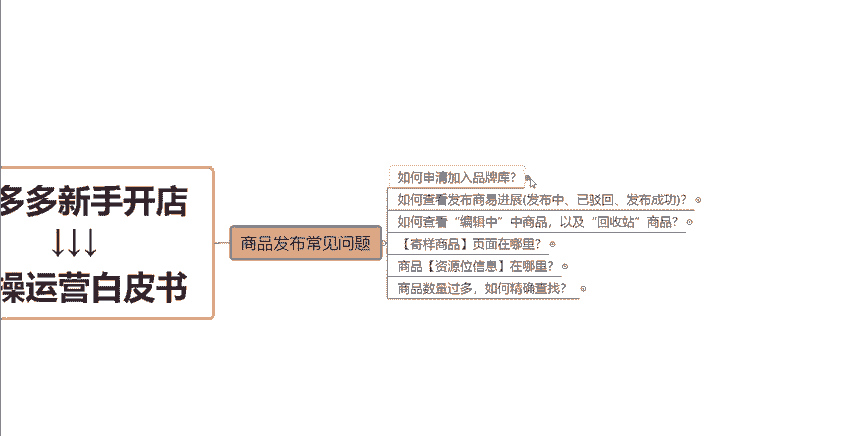 多多新手开店
↓↓↓
操运营白皮书
商品发布常见问题
如何申请加入品牌库？
如何查看发布商易进展(发布中、已驳回、发布成功)？
如何查看“编辑中”中商品，以及“回收站”商品？
【寄样商品】页面在哪里？
商品【资源位信息】在哪里？
商品数量过多，如何精确查找？